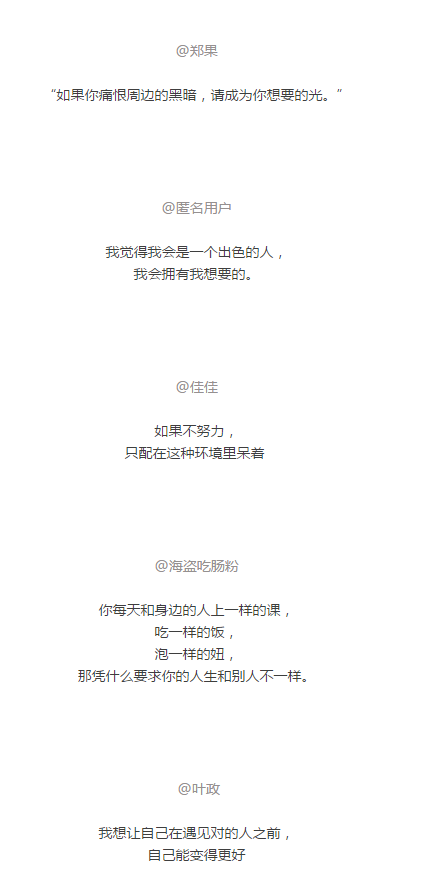 @郑果
“如果你痛恨周边的黑暗，请成为你想要的光。”
@匿名用户
我觉得我会是一个出色的人，
我会拥有我想要的。
@佳佳
如果不努力，
只配在这种环境里呆着
@海盗吃肠粉
你每天和身边的人上一样的课，
吃一样的饭，
泡一样的妞，
那凭什么要求你的人生和别人不一样。
@叶政
我想让自己在遇见对的人之前，
自己能变得更好